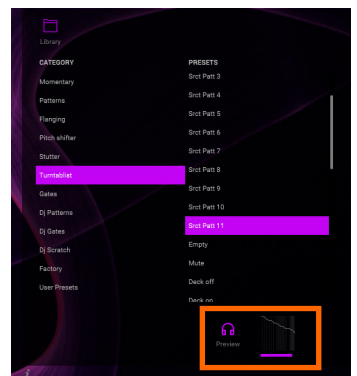 Library
CATEGORY
Momentary
Patterns
Flanging
Pitch shifter
Stutter
Turntablist
Gates
Dj Patterns
Dj Gates
Dj Scratch
Factory
User Presets
PRESETS
Srct Patt 3
Srct Patt 4
Srct Patt 5
Srct Patt 6
Srct Patt 7
Srct Patt 8
Srct Patt 9
Srct Patt 10
Srct Patt 11
Empty
Mute
Deck off
Deck on
Preview